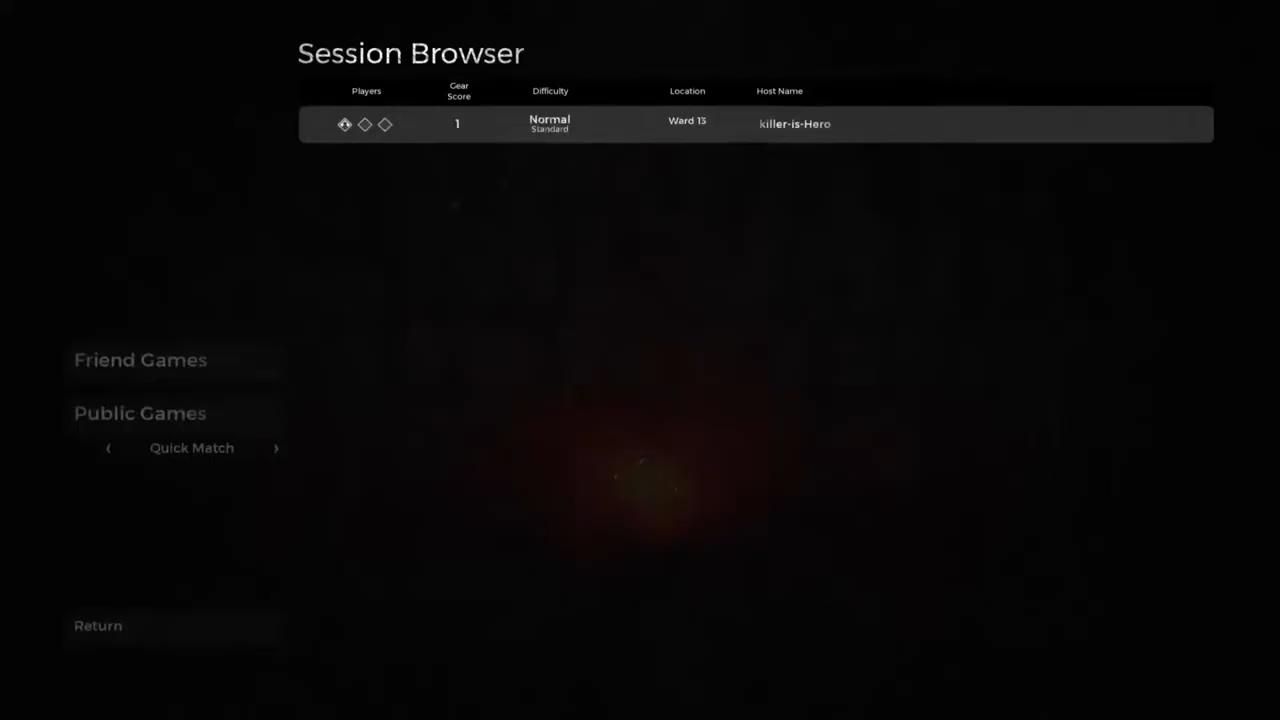 Session Browser
Players Gear Score Difficulty Location Host Name
1 Normal Standard Ward 13 killer-is-Hero
Friend Games
Public Games
‹ Quick Match ›
Return